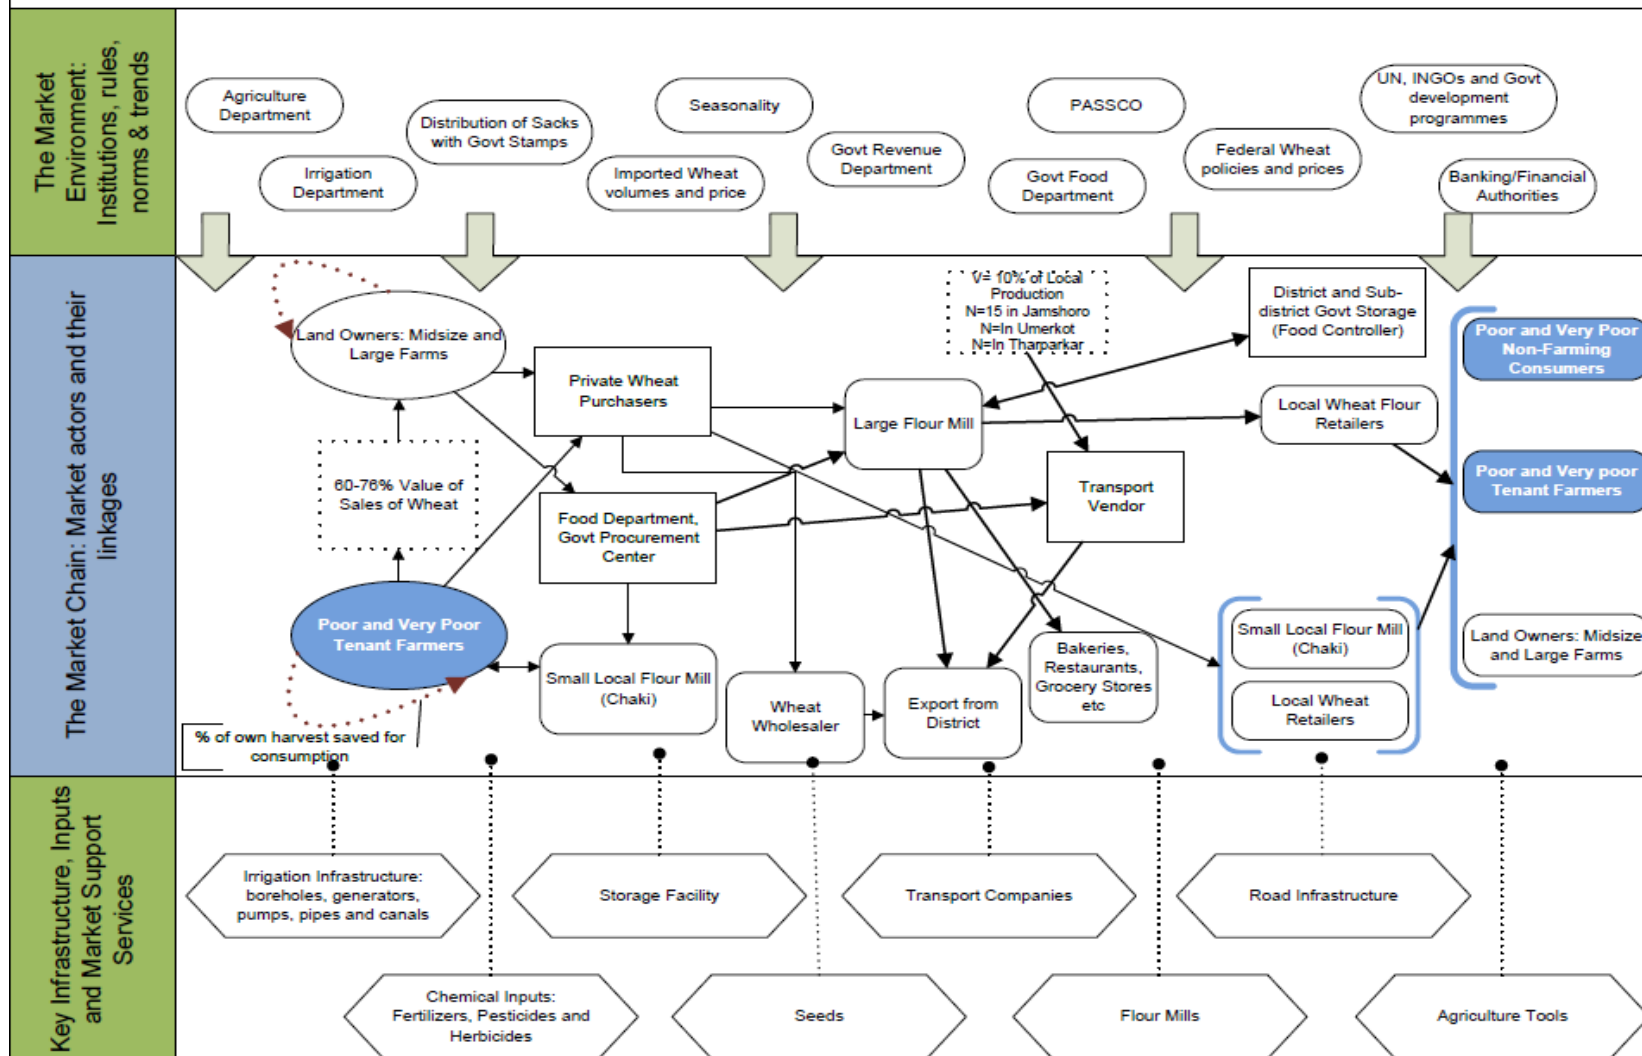 The Market
Environment:
Institutions, rules,
norms & trends
Agriculture
Department
Irrigation
Department
Distribution of Sacks
with Govt Stamps
Seasonality
Imported Wheat
volumes and price
Govt Revenue
Department
PASSCO
Govt Food
Department
Federal Wheat
policies and prices
UN, INGOs and Govt
development
programmes
Banking/Financial
Authorities
The Market Chain: Market actors and their
linkages
Land Owners: Midsize and
Large Farms
60-76% Value of
Sales of Wheat
Poor and Very Poor
Tenant Farmers
% of own harvest saved for
consumption
Private Wheat
Purchasers
Food Department,
Govt Procurement
Center
Small Local Flour Mill
(Chaki)
Wheat
Wholesaler
Large Flour Mill
Export from
District
V= 10% of Local
Production
N=15 in Jamshoro
N=In Umerkot
N=In Tharparkar
Transport
Vendor
Bakeries,
Restaurants,
Grocery Stores
etc
District and Sub-
district Govt Storage
(Food Controller)
Local Wheat Flour
Retailers
Small Local Flour Mill
(Chaki)
Local Wheat
Retailers
Poor and Very Poor
Non-Farming
Consumers
Poor and Very poor
Tenant Farmers
Land Owners: Midsize
and Large Farms
Key Infrastructure, Inputs
and Market Support
Services
Irrigation Infrastructure:
boreholes, generators,
pumps, pipes and canals
Chemical Inputs:
Fertilizers, Pesticides and
Herbicides
Storage Facility
Seeds
Transport Companies
Flour Mills
Road Infrastructure
Agriculture Tools